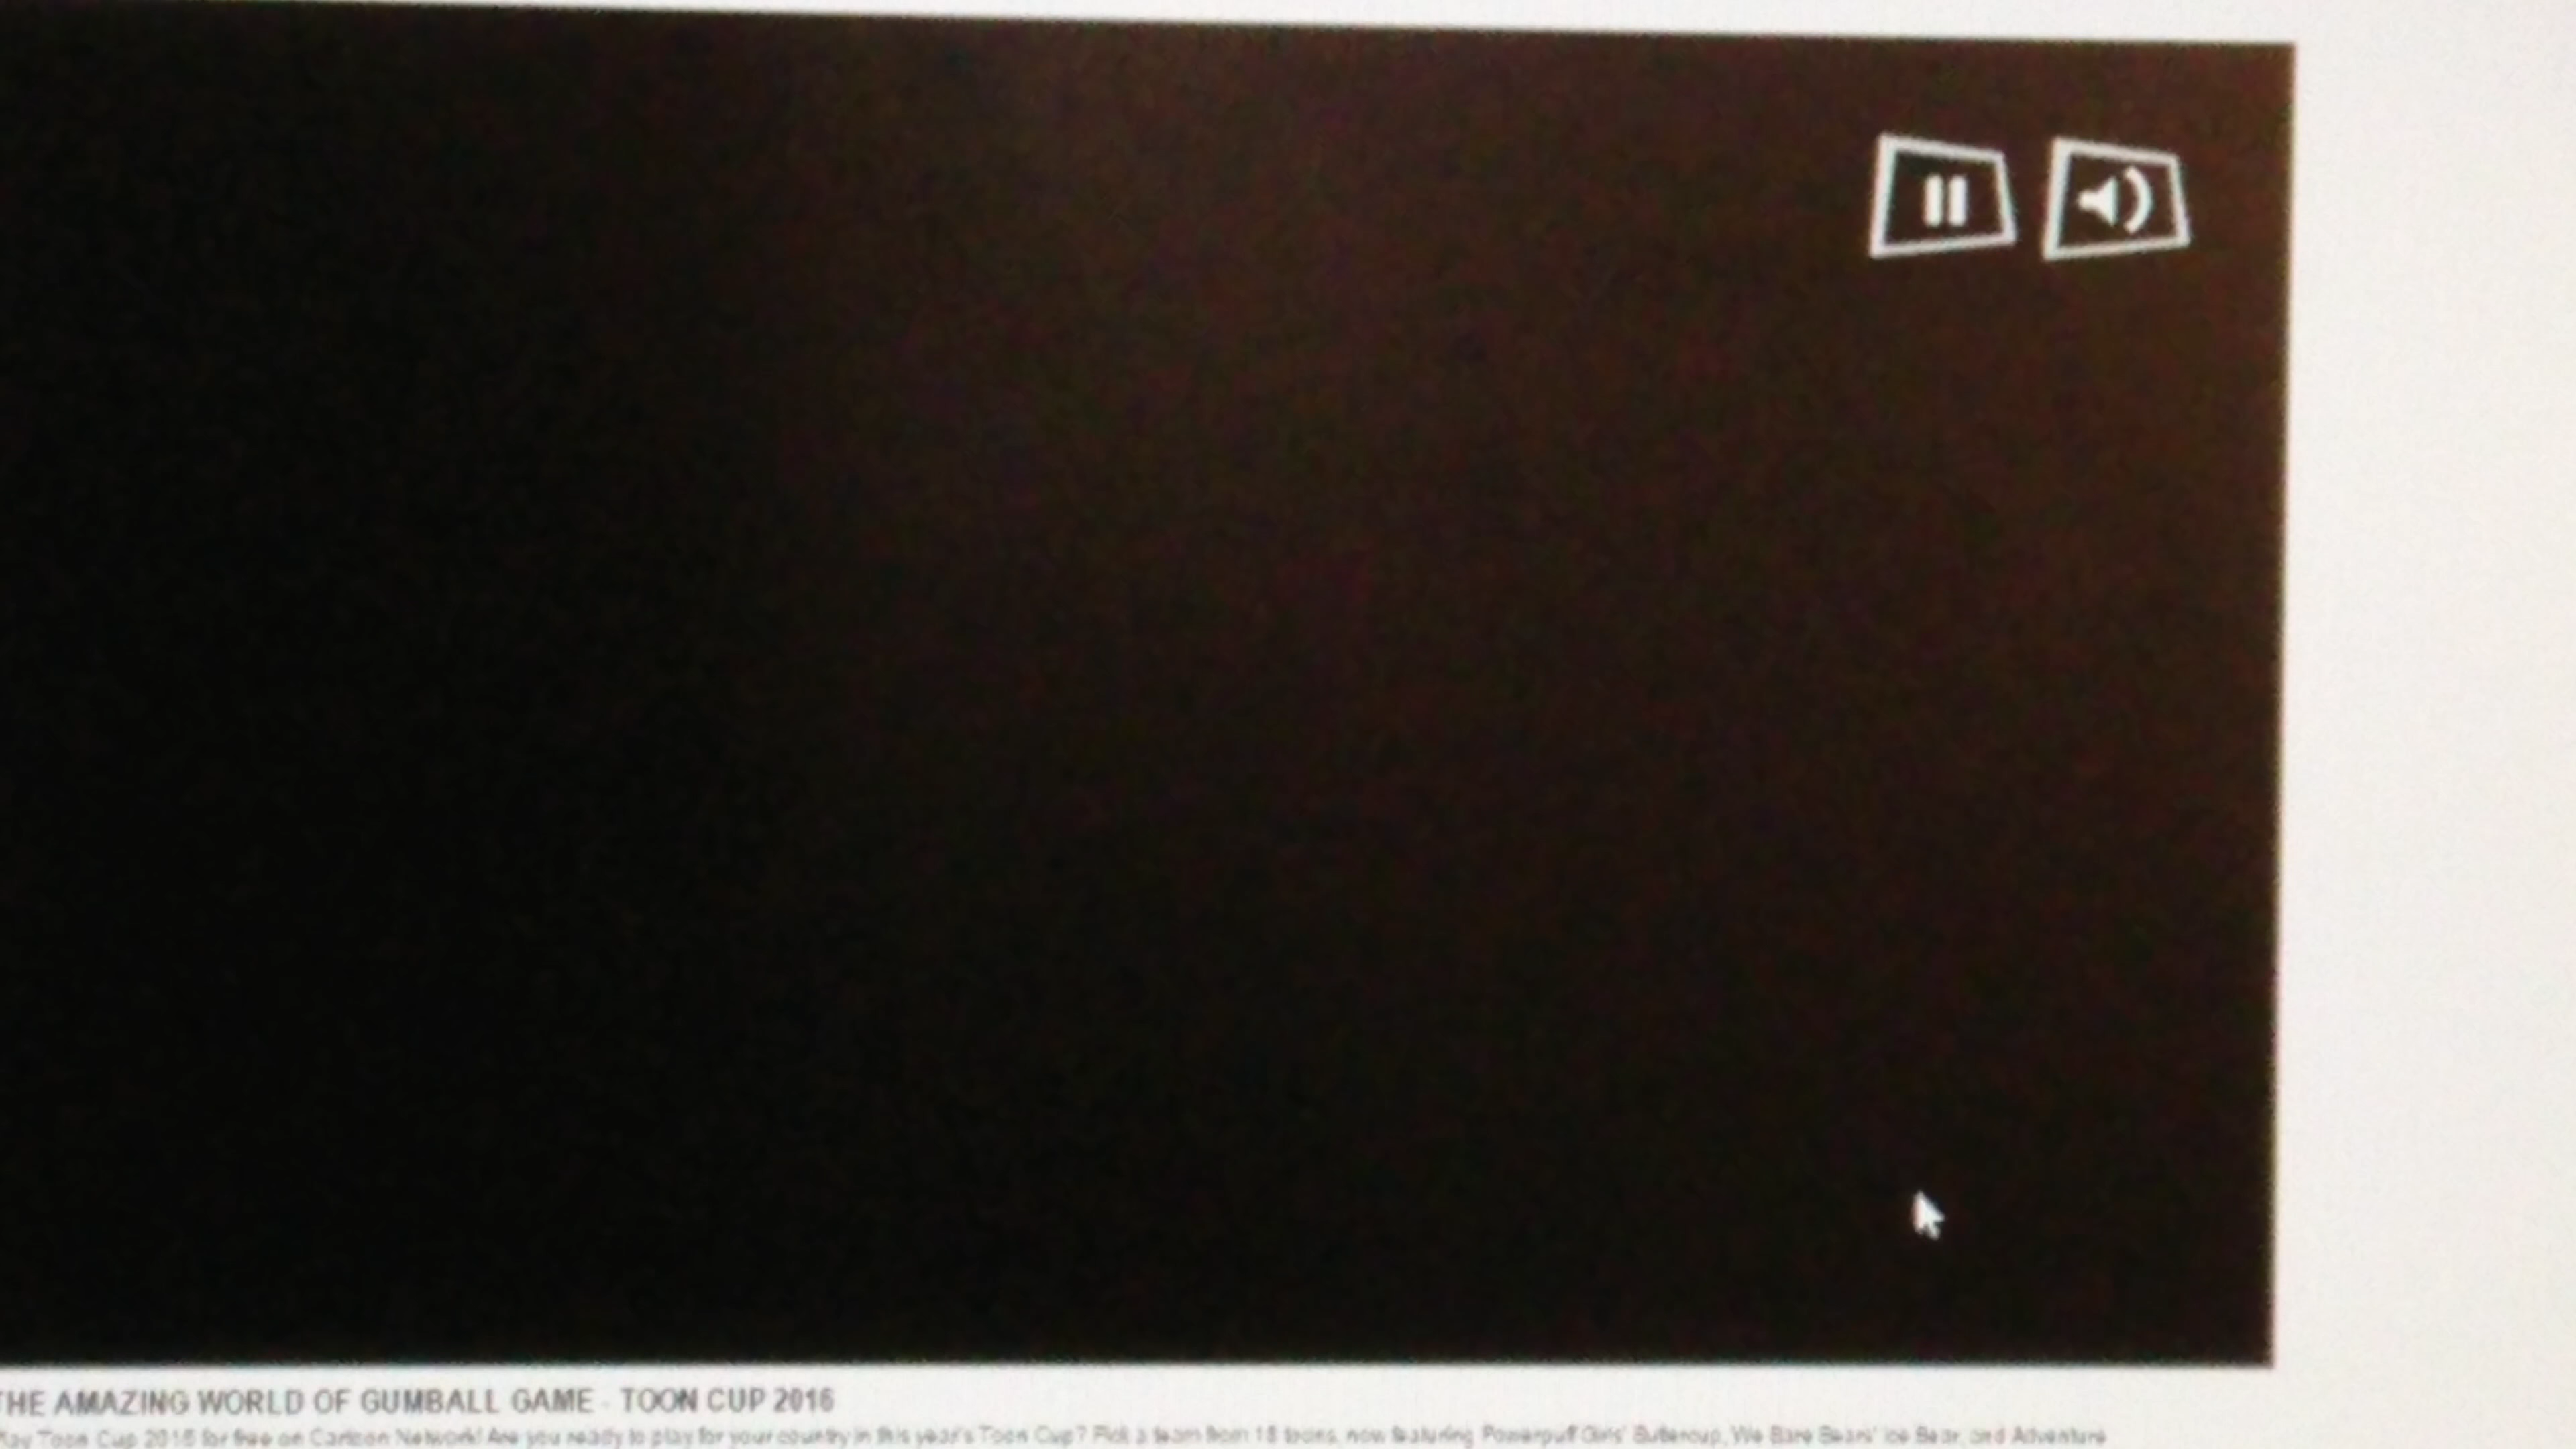 THE AMAZING WORLD OF GUMBALL GAME - TOON CUP 2016
Play Toon Cup 2016 for free on Cartoon Network! Are you ready to play for your country in this year's Toon Cup? Pick a team from 18 toons, now featuring Powerpuff Girls' Buttercup, We Bare Bears' Ice Bear, and Adventure